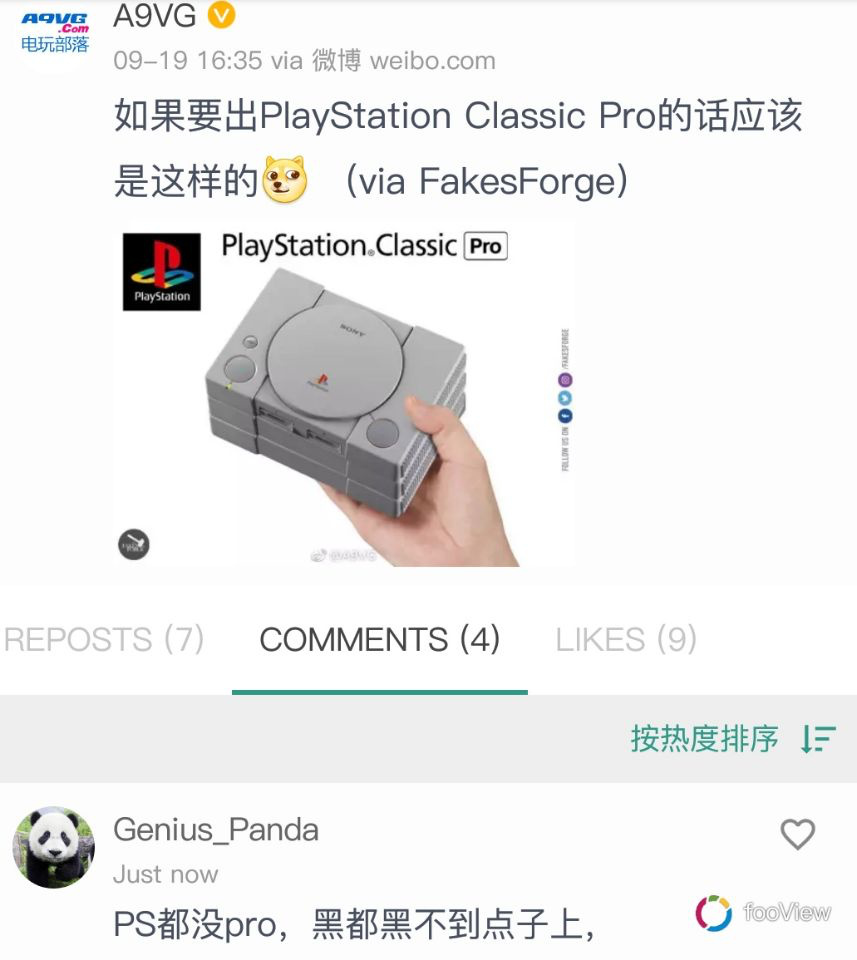 A9VG
.Com
电玩部落
A9VG
09-19 16:35 via 微博 weibo.com
如果要出PlayStation Classic Pro的话应该
是这样的 (via FakesForge)
PlayStation
PlayStation®Classic Pro
SONY
PlayStation
FOLLOW US ON /FAKESFORGE
@A9VG
REPOSTS (7) COMMENTS (4) LIKES (9)
按热度排序
Genius_Panda
Just now
PS都没pro，黑都黑不到点子上，
fooView